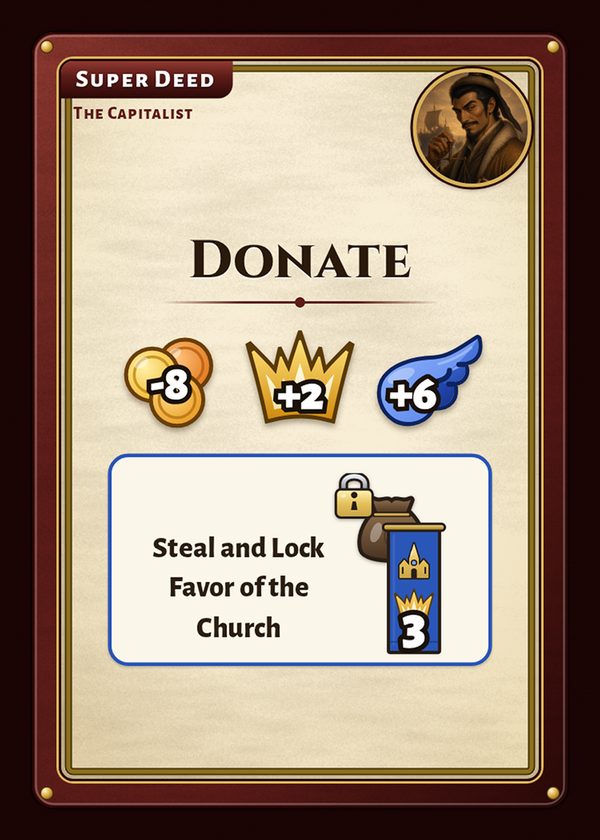 Super Deed
The Capitalist
Donate
-8 +2 +6
Steal and Lock
Favor of the
Church
3